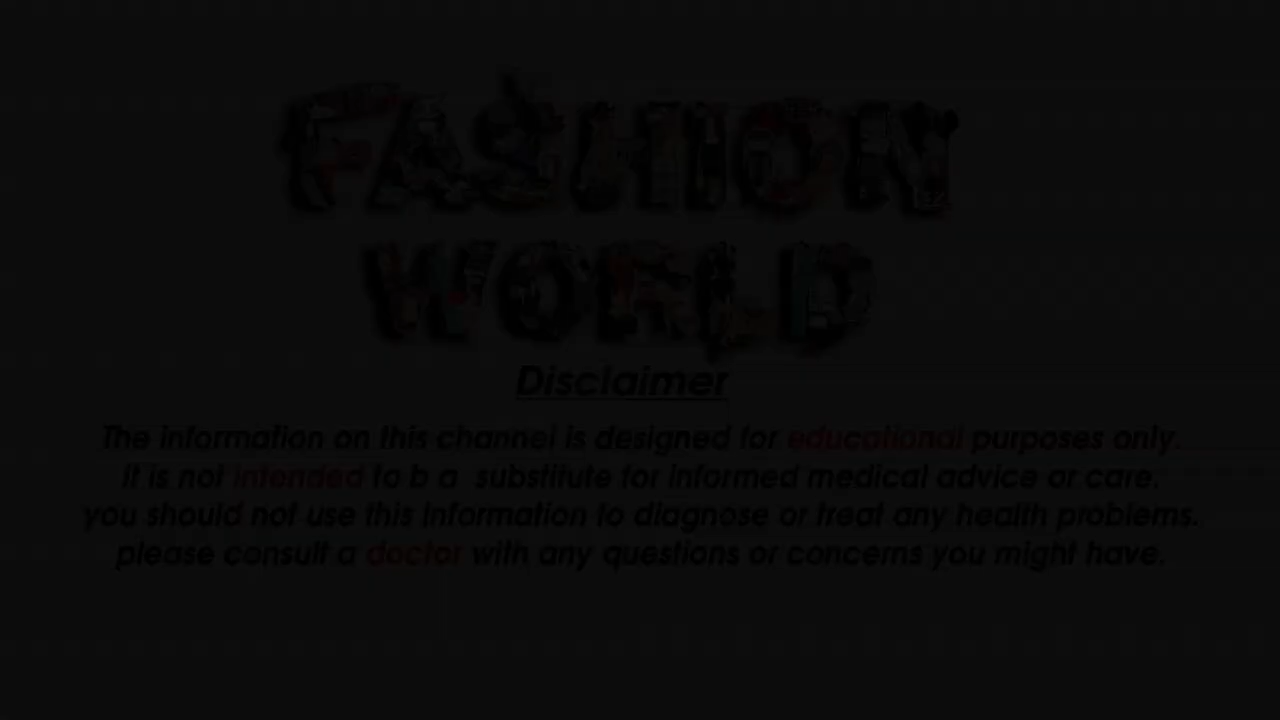 FASHION
WORLD
Disclaimer
The information on this channel is designed for educational purposes only.
It is not intended to b a substitute for informed medical advice or care.
you should not use this information to diagnose or treat any health problems.
please consult a doctor with any questions or concerns you might have.